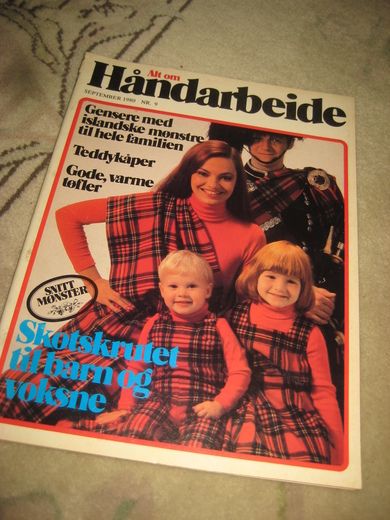 Alt om
Håndarbeide
SEPTEMBER 1980 NR. 9
Gensere med
islandske mønstre
til hele familien
Teddykåper
Gode, varme
tøfler
SNITT
MØNSTER
Skotskrutet
til barn og
voksne